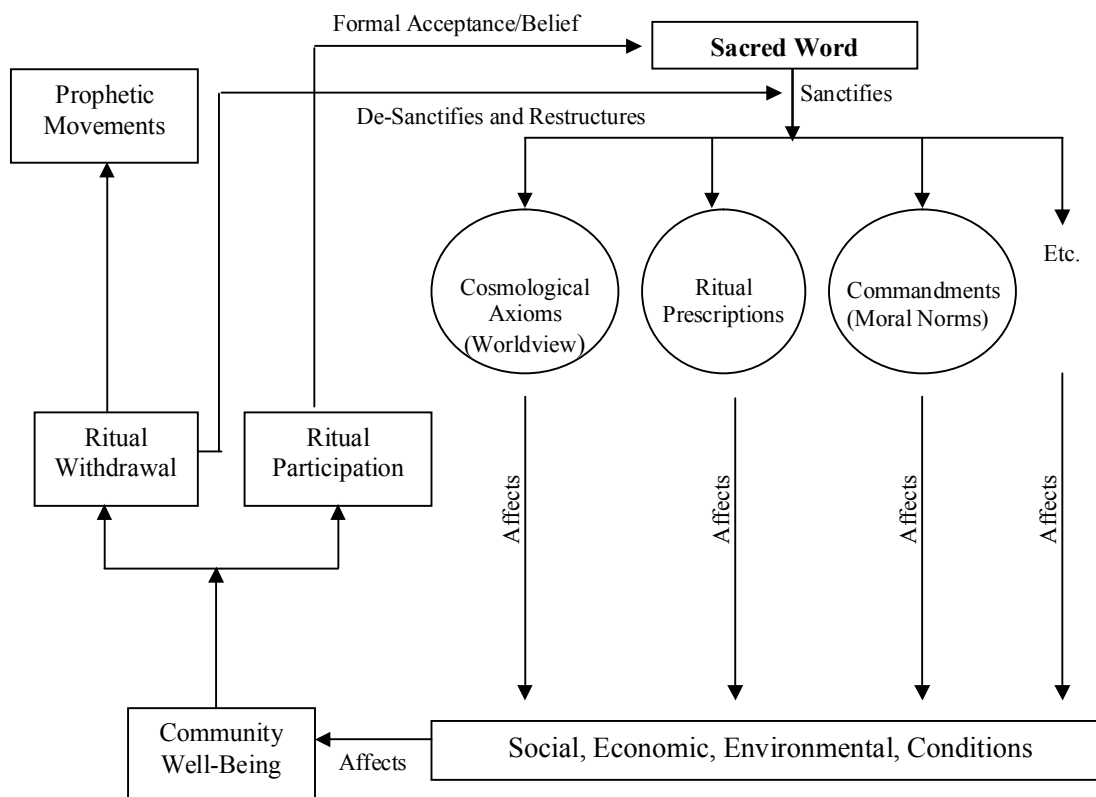 Formal Acceptance/Belief
Sacred Word
Prophetic
Movements
Sanctifies
De-Sanctifies and Restructures
Cosmological
Axioms
(Worldview)
Ritual
Prescriptions
Commandments
(Moral Norms)
Etc.
Ritual
Withdrawal
Ritual
Participation
Affects
Affects
Affects
Affects
Community
Well-Being
Affects
Social, Economic, Environmental, Conditions